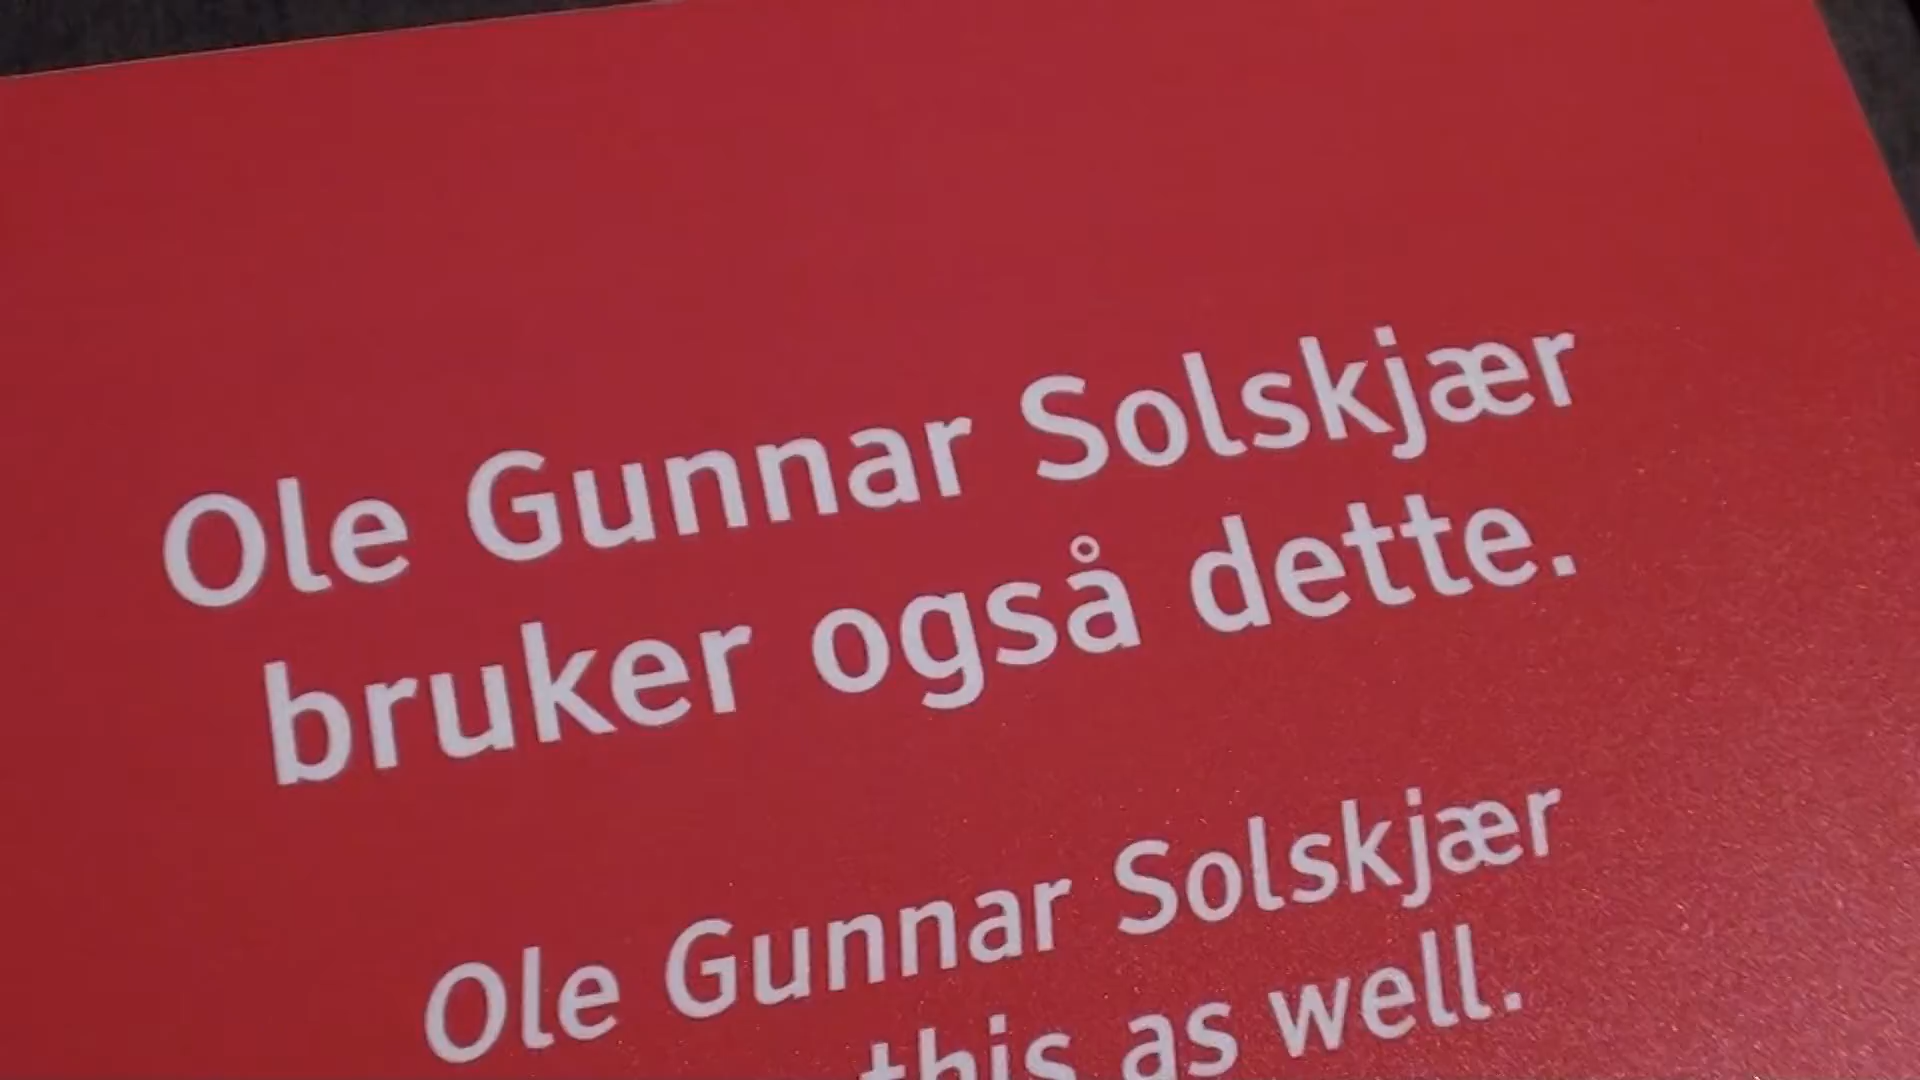 Ole Gunnar Solskjær
bruker også dette.
Ole Gunnar Solskjær
this as well.